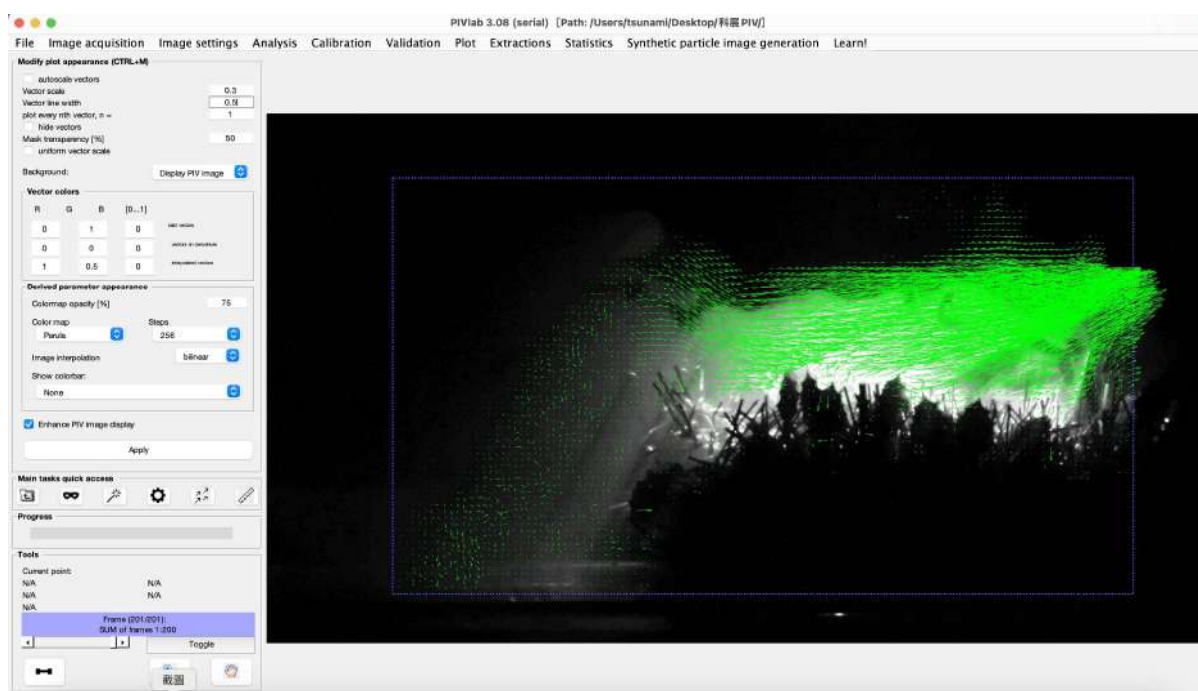 PIVlab 3.08 (serial) [Path: /Users/tsunami/Desktop/科展PIV/]
File Image acquisition Image settings Analysis Calibration Validation Plot Extractions Statistics Synthetic particle image generation Learn!
Modify plot appearance (CTRL+M)
autoscale vectors
Vector scale 0.3
Vector line width 0.5
plot every nth vector, n = 1
hide vectors
Mask transparency [%] 50
uniform vector scale
Background: Display PIV image
Vector colors
R G B [0...1]
0 1 0 valid vectors
0 0 0
1 0.5 0 interpolated vectors
Derived parameter appearance
Colormap opacity [%] 75
Color map Steps
Parula 256
Image interpolation bilinear
Show colorbar:
None
Enhance PIV image display
Apply
Main tasks quick access
Progress
Tools
Current point:
N/A N/A
N/A N/A
N/A
Frame (201/201):
SUM of frames 1:200
Toggle
截圖